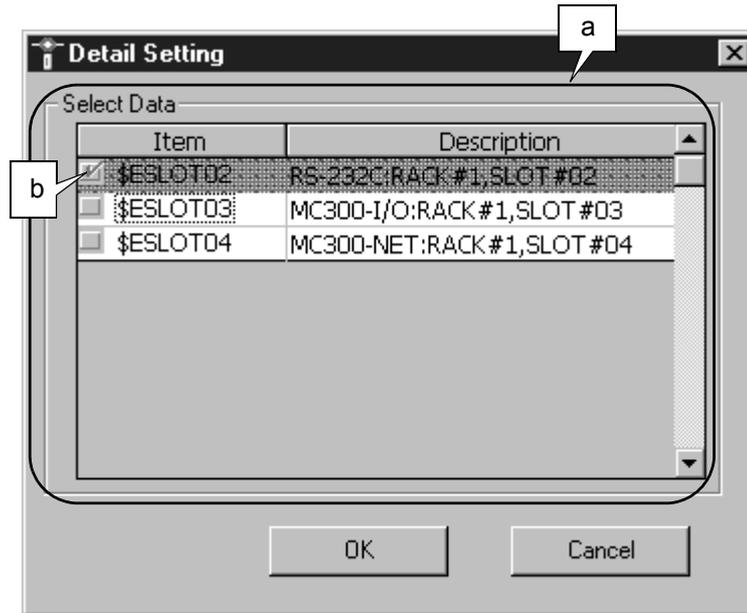 a
Detail Setting
Select Data
Item Description
b
$ESLOT02 RS-232C:RACK#1,SLOT#02
$ESLOT03 MC300-I/O:RACK#1,SLOT#03
$ESLOT04 MC300-NET:RACK#1,SLOT#04
OK Cancel